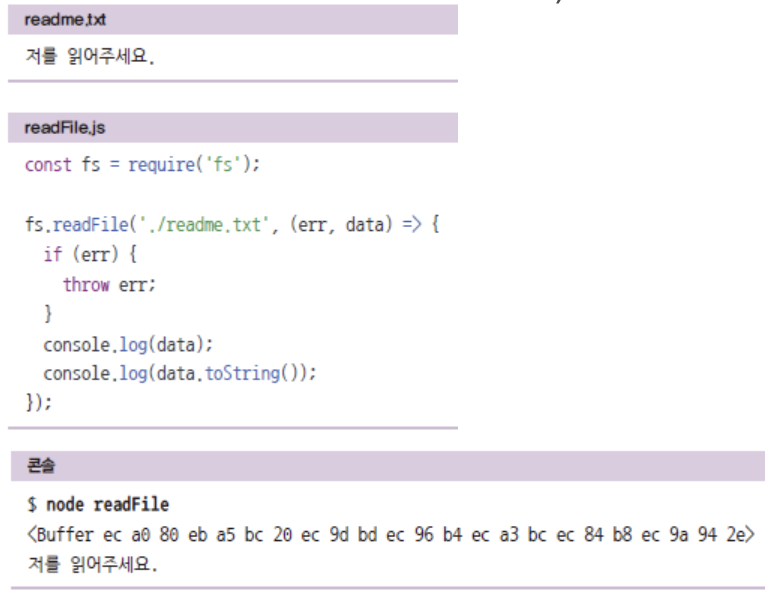 readme.txt
저를 읽어주세요.
readFile.js
const fs = require('fs');
fs.readFile('./readme.txt', (err, data) => {
if (err) {
throw err;
}
console.log(data);
console.log(data.toString());
});
콘솔
$ node readFile
<Buffer ec a0 80 eb a5 bc 20 ec 9d bd ec 96 b4 ec a3 bc ec 84 b8 ec 9a 94 2e>
저를 읽어주세요.